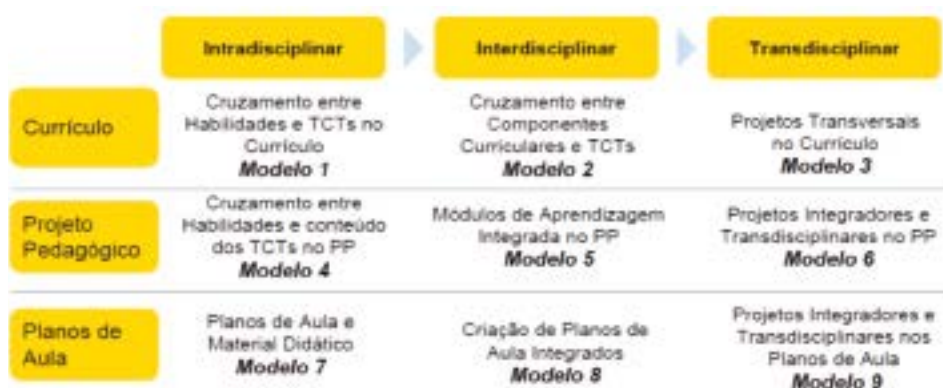 Intradisciplinar
Interdisciplinar
Transdisciplinar
Currículo
Cruzamento entre
Habilidades e TCTs no
Currículo
Modelo 1
Cruzamento entre
Componentes
Curriculares e TCTs
Modelo 2
Projetos Transversais
no Currículo
Modelo 3
Projeto
Pedagógico
Cruzamento entre
Habilidades e conteúdo
dos TCTs no PP
Modelo 4
Módulos de Aprendizagem
Integrada no PP
Modelo 5
Projetos Integradores e
Transdisciplinares no PP
Modelo 6
Planos de
Aula
Planos de Aula e
Material Didático
Modelo 7
Criação de Planos de
Aula Integrados
Modelo 8
Projetos Integradores e
Transdisciplinares nos
Planos de Aula
Modelo 9